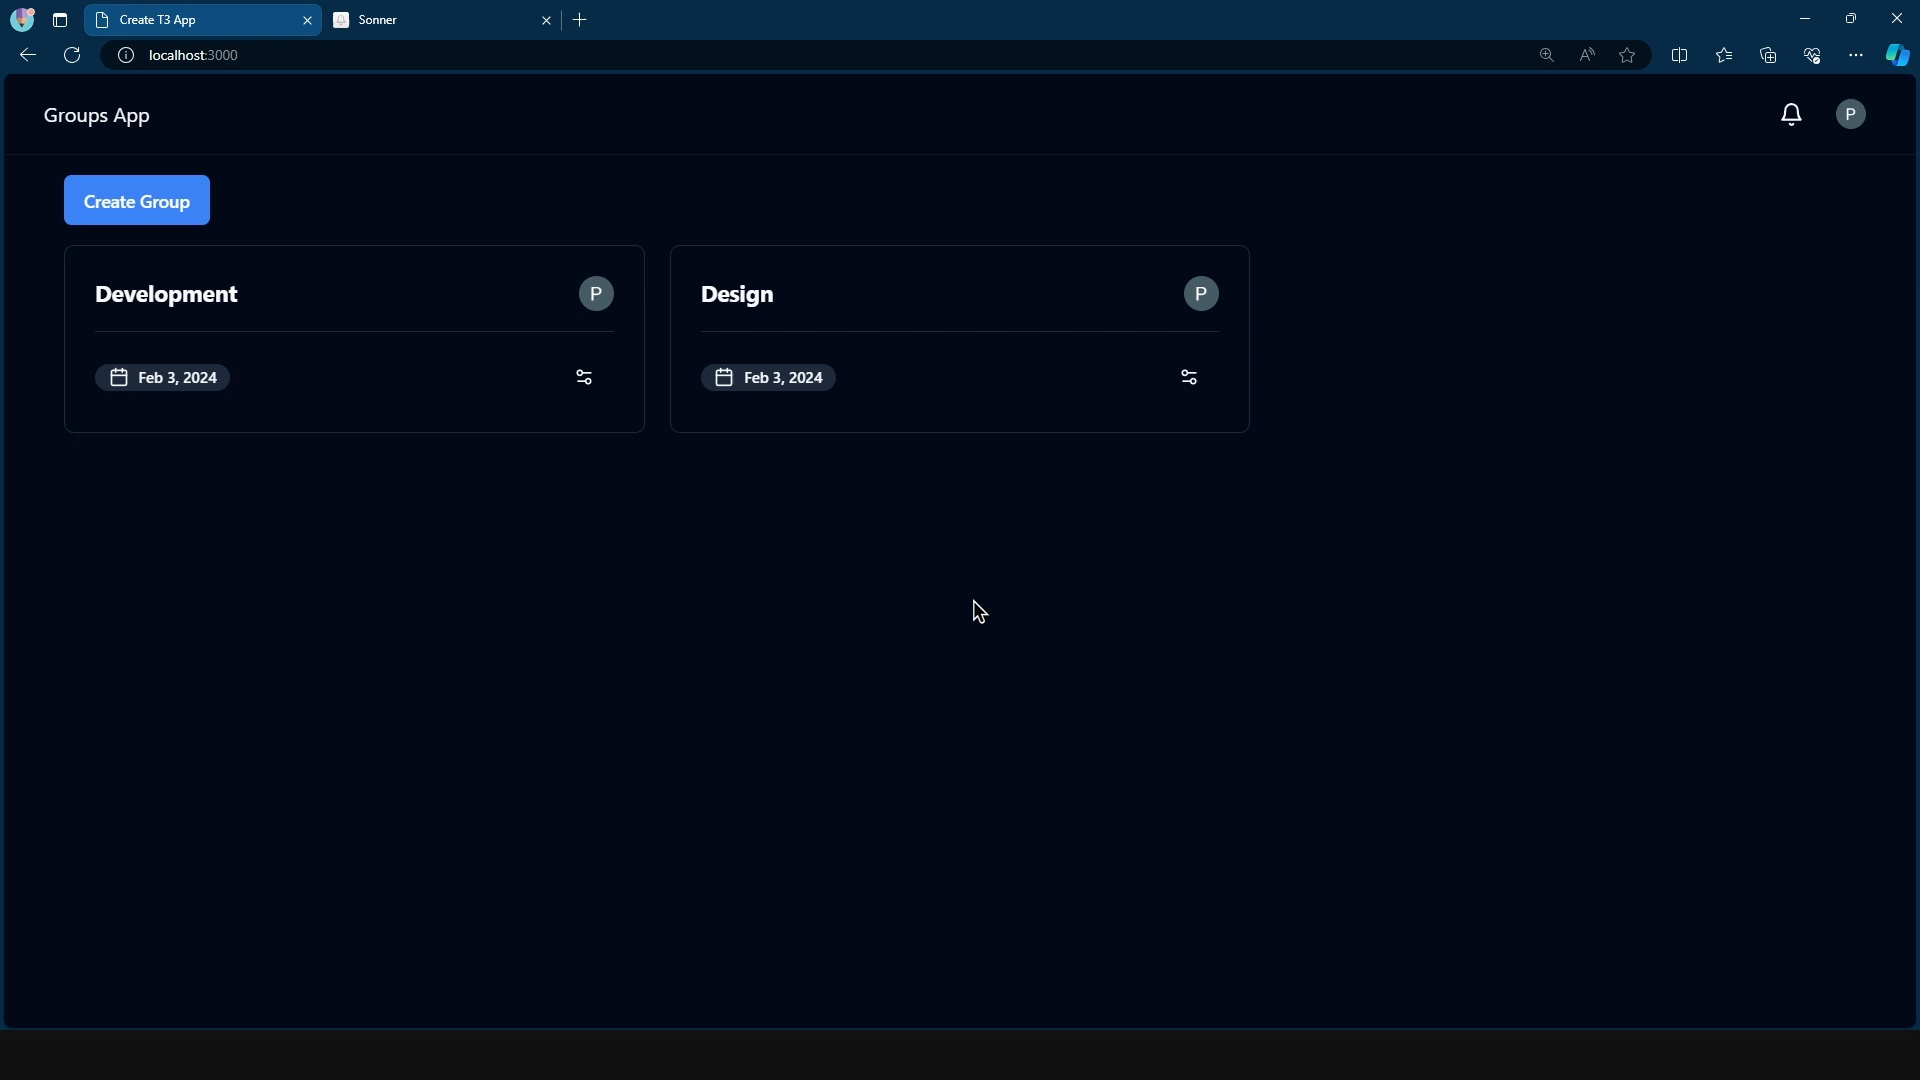 Create T3 App
Sonner
localhost:3000
A
Groups App
P
Create Group
Development
P
Design
P
Feb 3, 2024
Feb 3, 2024